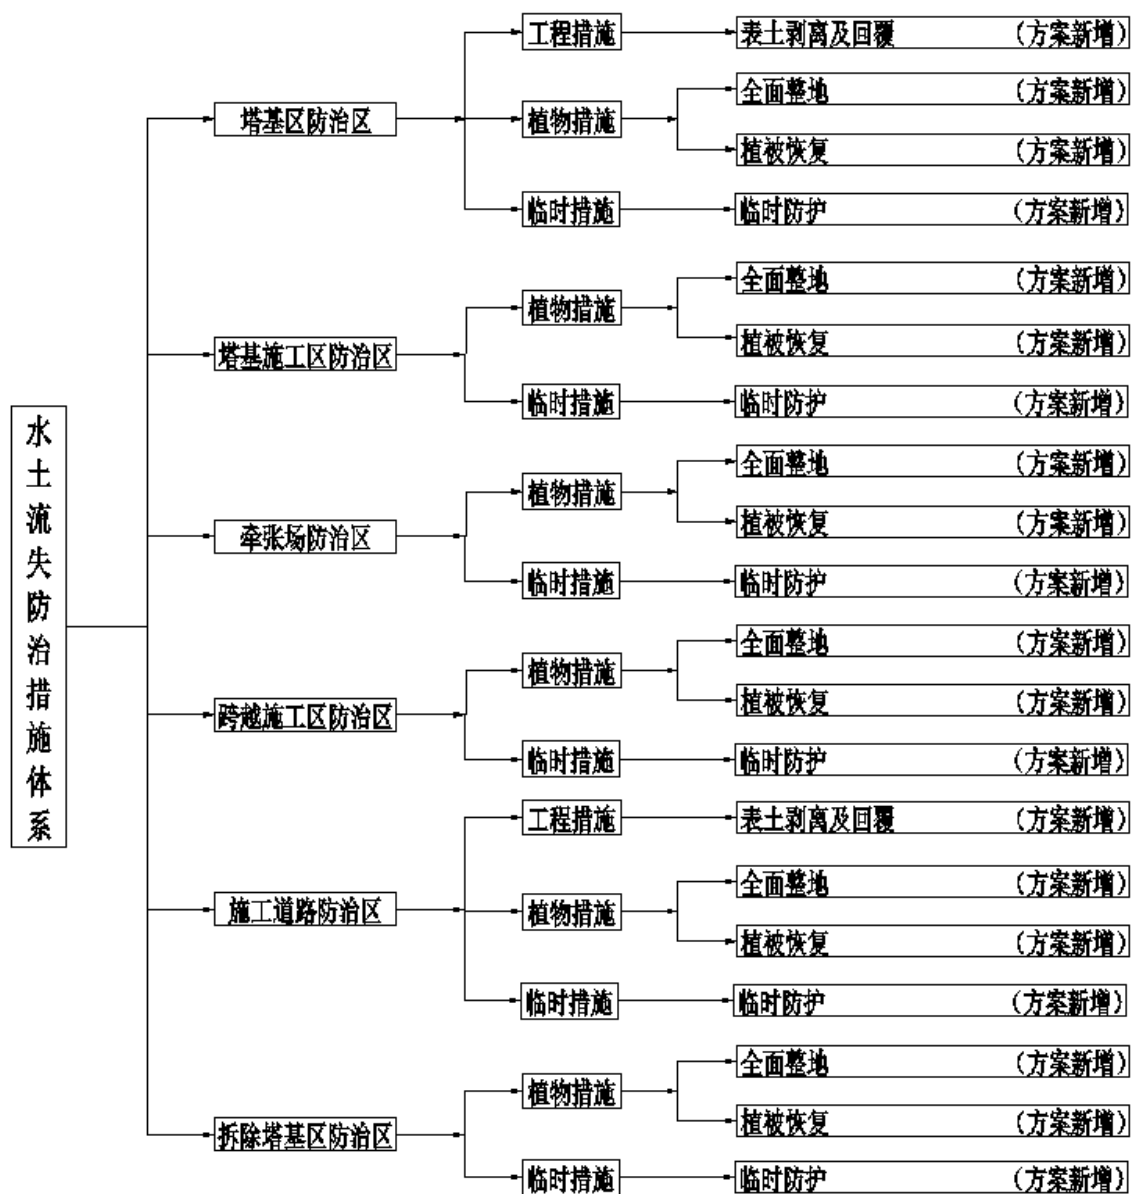 水土流失防治措施体系
塔基区防治区
工程措施
表土剥离及回覆 （方案新增）
植物措施
全面整地 （方案新增）
植被恢复 （方案新增）
临时措施
临时防护 （方案新增）
塔基施工区防治区
植物措施
全面整地 （方案新增）
植被恢复 （方案新增）
临时措施
临时防护 （方案新增）
牵张场防治区
植物措施
全面整地 （方案新增）
植被恢复 （方案新增）
临时措施
临时防护 （方案新增）
跨越施工区防治区
植物措施
全面整地 （方案新增）
植被恢复 （方案新增）
临时措施
临时防护 （方案新增）
施工道路防治区
工程措施
表土剥离及回覆 （方案新增）
植物措施
全面整地 （方案新增）
植被恢复 （方案新增）
临时措施
临时防护 （方案新增）
拆除塔基区防治区
植物措施
全面整地 （方案新增）
植被恢复 （方案新增）
临时措施
临时防护 （方案新增）